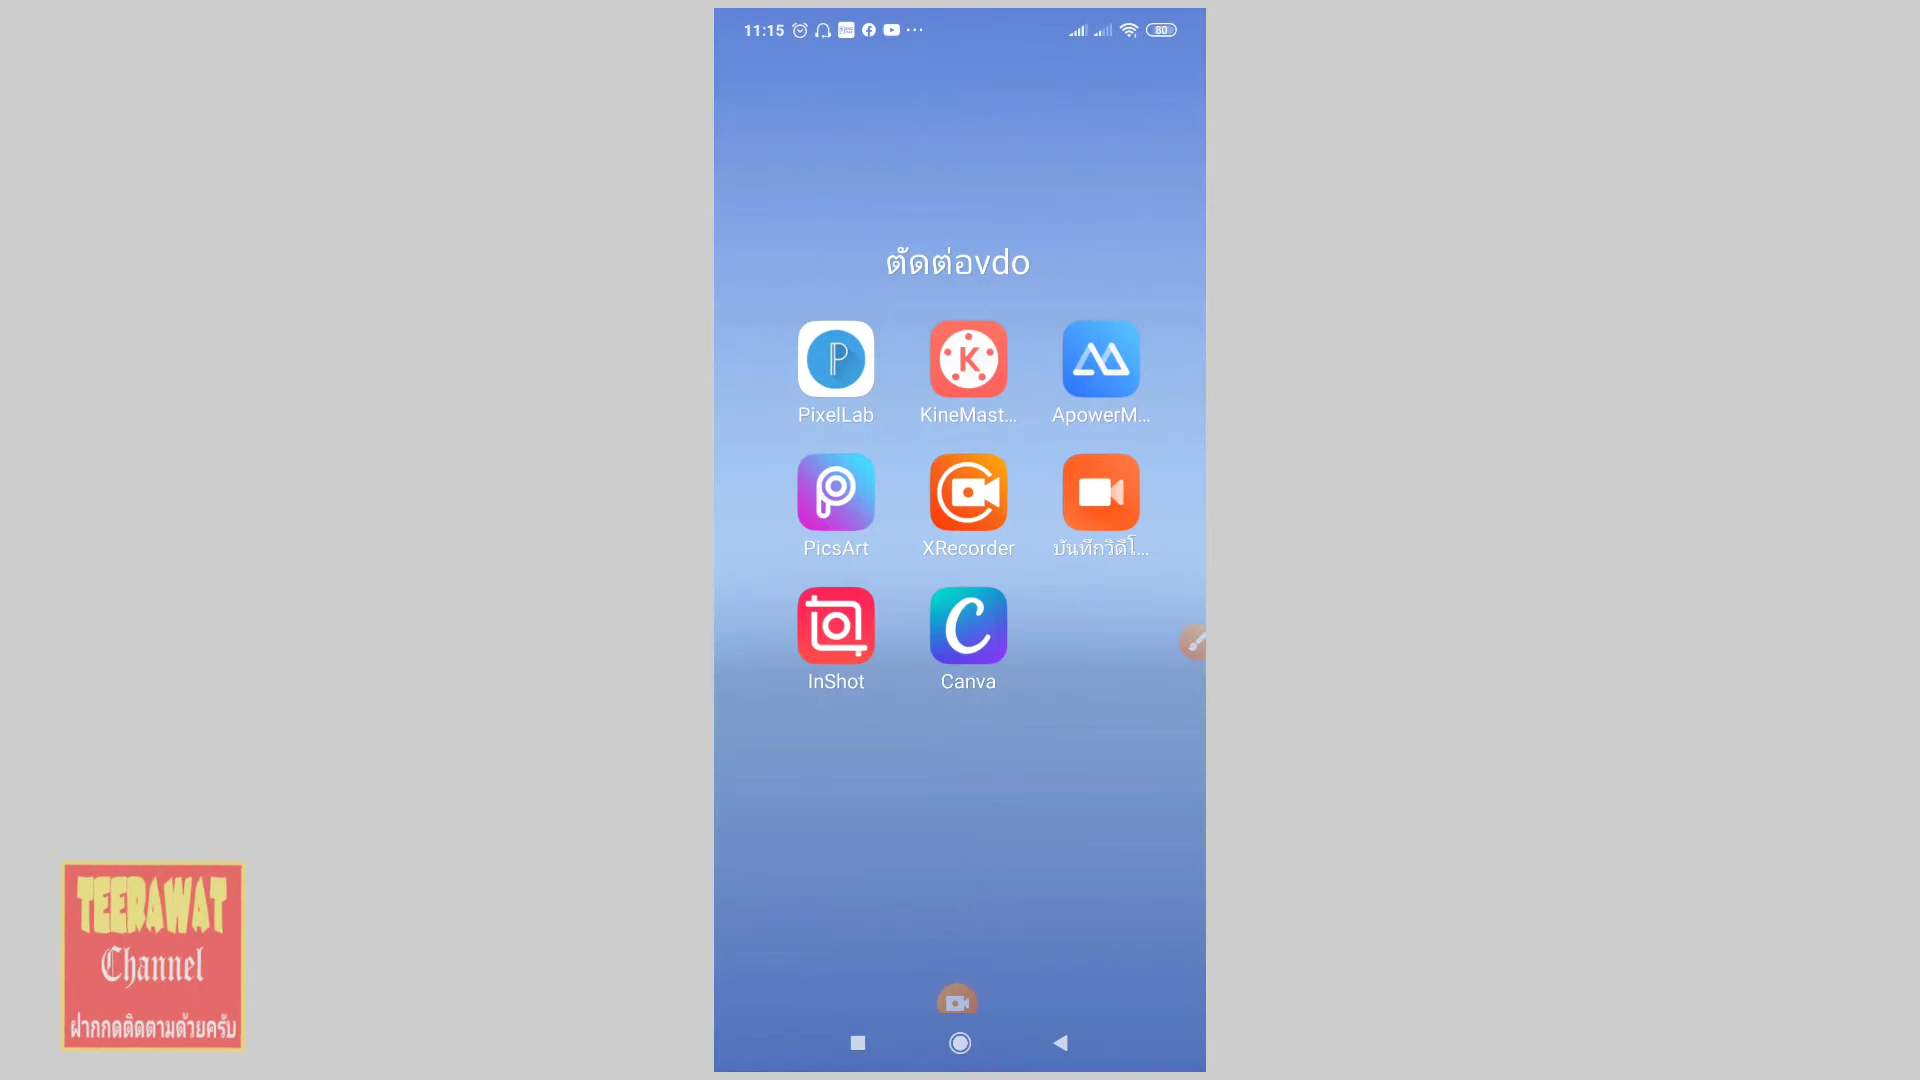 11:15
80
ตัดต่อvdo
PixelLab
KineMast...
ApowerM...
PicsArt
XRecorder
บันทึกวิดีโ...
InShot
Canva
TEERAWAT
Channel
ฝากกดติดตามด้วยครับ